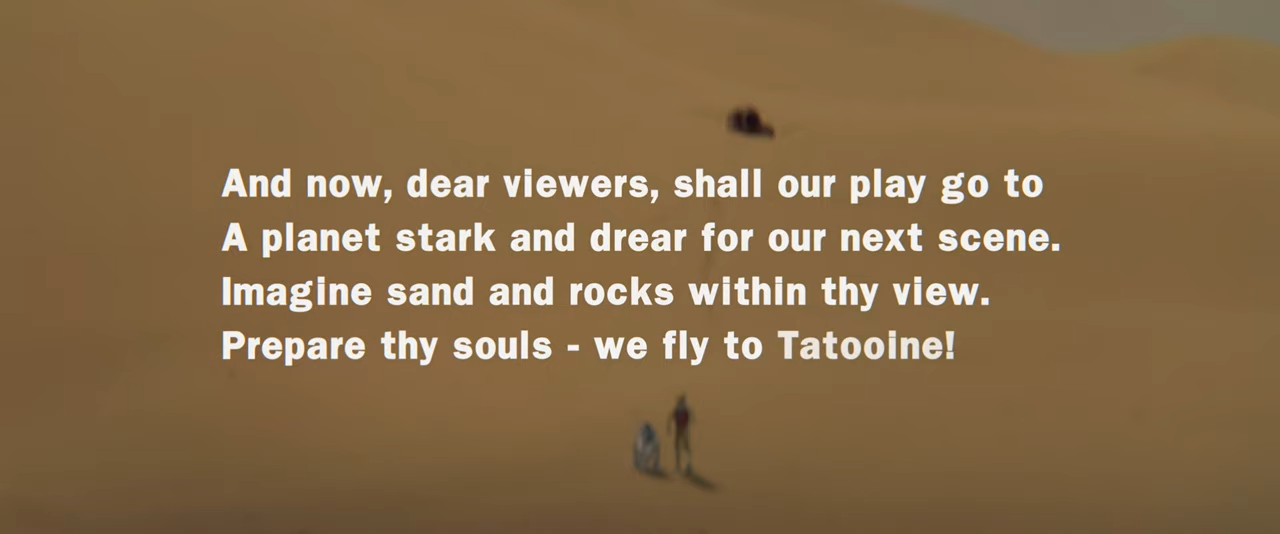 And now, dear viewers, shall our play go to
A planet stark and drear for our next scene.
Imagine sand and rocks within thy view.
Prepare thy souls - we fly to Tatooine!